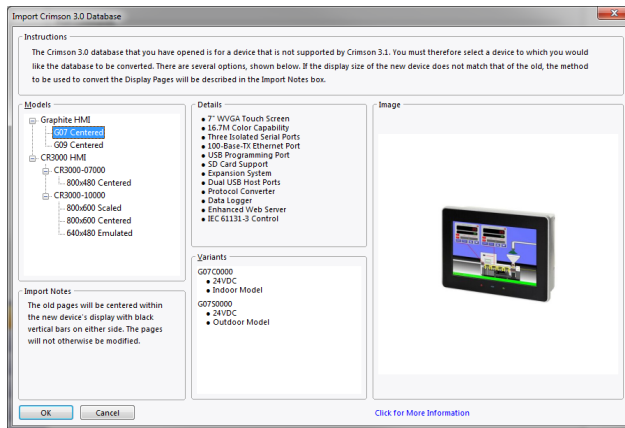 Import Crimson 3.0 Database
Instructions
The Crimson 3.0 database that you have opened is for a device that is not supported by Crimson 3.1. You must therefore select a device to which you would
like the database to be converted. There are several options, shown below. If the display size of the new device does not match that of the old, the method
to be used to convert the Display Pages will be described in the Import Notes box.
Models
Graphite HMI
G07 Centered
G09 Centered
CR3000 HMI
CR3000-07000
800x480 Centered
CR3000-10000
800x600 Scaled
800x600 Centered
640x480 Emulated
Import Notes
The old pages will be centered within
the new device's display with black
vertical bars on either side. The pages
will not otherwise be modified.
Details
• 7" WVGA Touch Screen
• 16.7M Color Capability
• Three Isolated Serial Ports
• 100-Base-TX Ethernet Port
• USB Programming Port
• SD Card Support
• Expansion System
• Dual USB Host Ports
• Protocol Converter
• Data Logger
• Enhanced Web Server
• IEC 61131-3 Control
Variants
G07C0000
• 24VDC
• Indoor Model
G07S0000
• 24VDC
• Outdoor Model
Image
OK
Cancel
Click for More Information